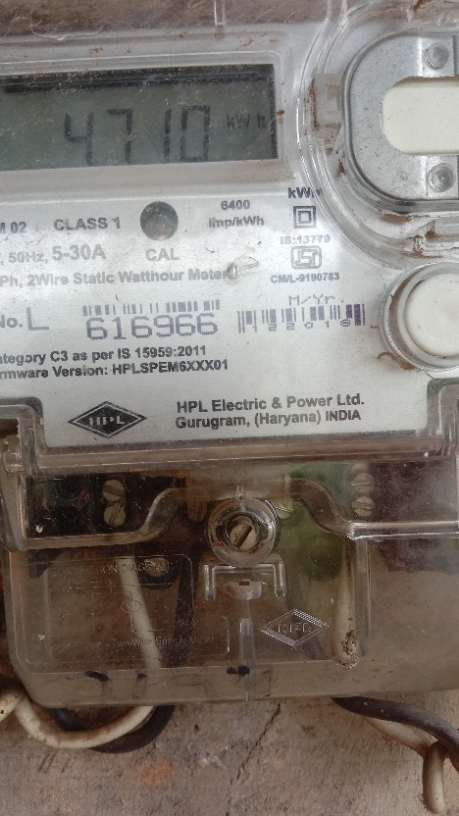 4710 kWh
M 02 CLASS 1
6400
imp/kWh
kWh
, 50Hz, 5-30A CAL
IS:13779
Ph, 2Wire Static Watthour Meter
CM/L-9190783
M/Yr.
No. L 616966
122018
ategory C3 as per IS 15959:2011
rmware Version: HPLSPEM6XXX01
HPL
HPL Electric & Power Ltd.
Gurugram, (Haryana) INDIA
HPL